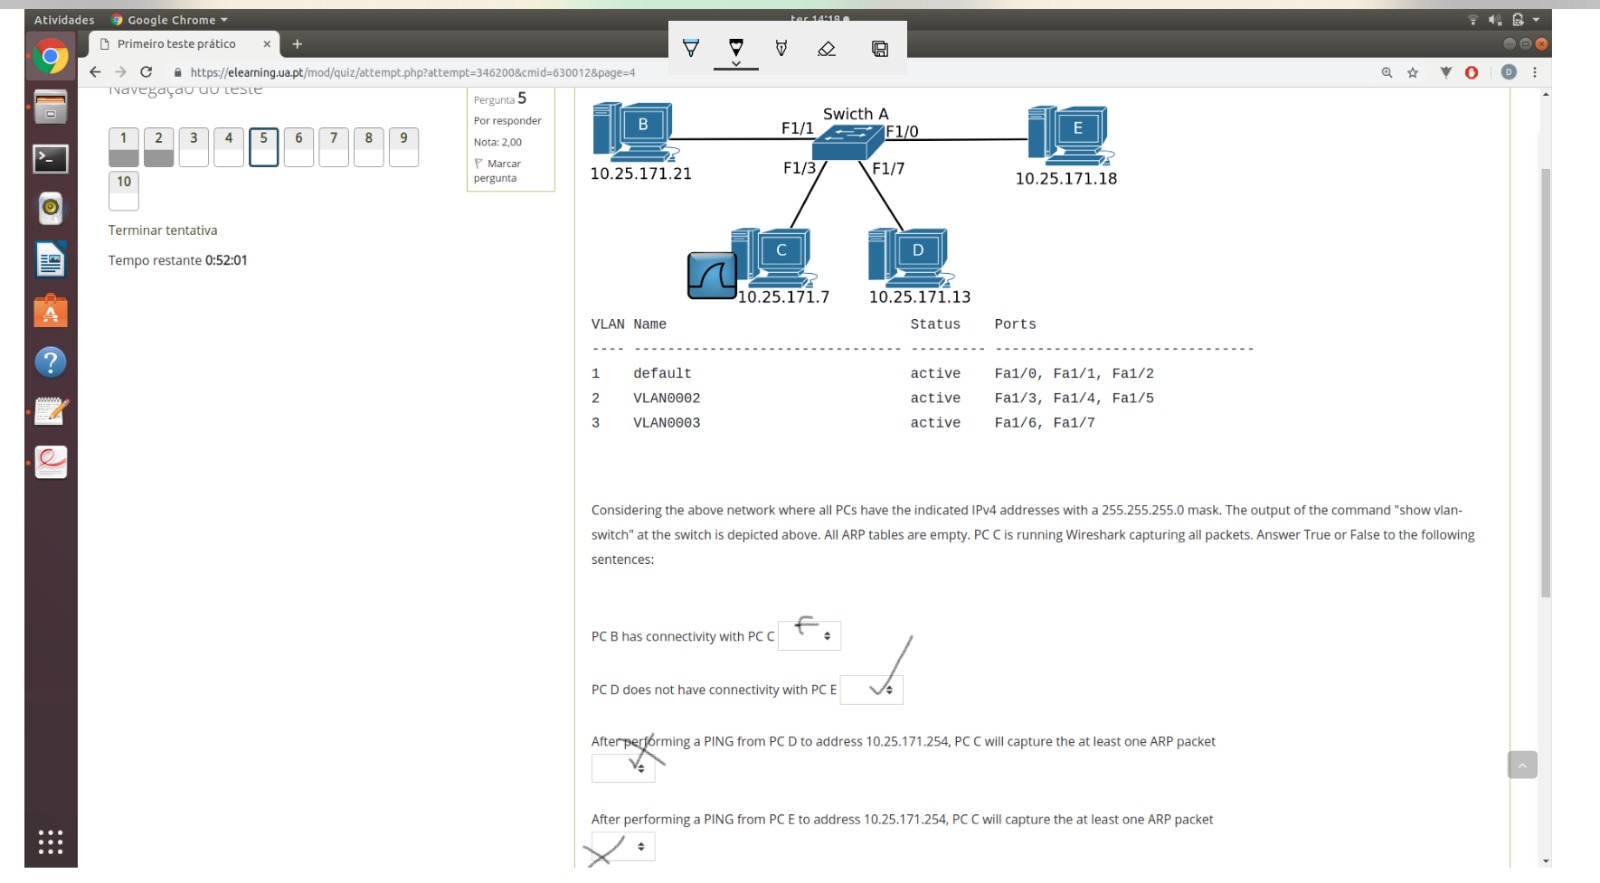 Atividades Google Chrome ter 14:18
Primeiro teste prático × +
https://elearning.ua.pt/mod/quiz/attempt.php?attempt=346200&cmid=630012&page=4
D
Navegação do teste
1 2 3 4 5 6 7 8 9
10
Terminar tentativa
Tempo restante 0:52:01
Pergunta 5
Por responder
Nota: 2,00
Marcar
pergunta
Swicth A
B
F1/1
F1/0
E
10.25.171.21
F1/3
F1/7
10.25.171.18
C
D
10.25.171.7
10.25.171.13
VLAN Name Status Ports
---- -------------------------------- --------- -------------------------------
1 default active Fa1/0, Fa1/1, Fa1/2
2 VLAN0002 active Fa1/3, Fa1/4, Fa1/5
3 VLAN0003 active Fa1/6, Fa1/7
Considering the above network where all PCs have the indicated IPv4 addresses with a 255.255.255.0 mask. The output of the command "show vlan-
switch" at the switch is depicted above. All ARP tables are empty. PC C is running Wireshark capturing all packets. Answer True or False to the following
sentences:
PC B has connectivity with PC C F
PC D does not have connectivity with PC E
After performing a PING from PC D to address 10.25.171.254, PC C will capture the at least one ARP packet
After performing a PING from PC E to address 10.25.171.254, PC C will capture the at least one ARP packet